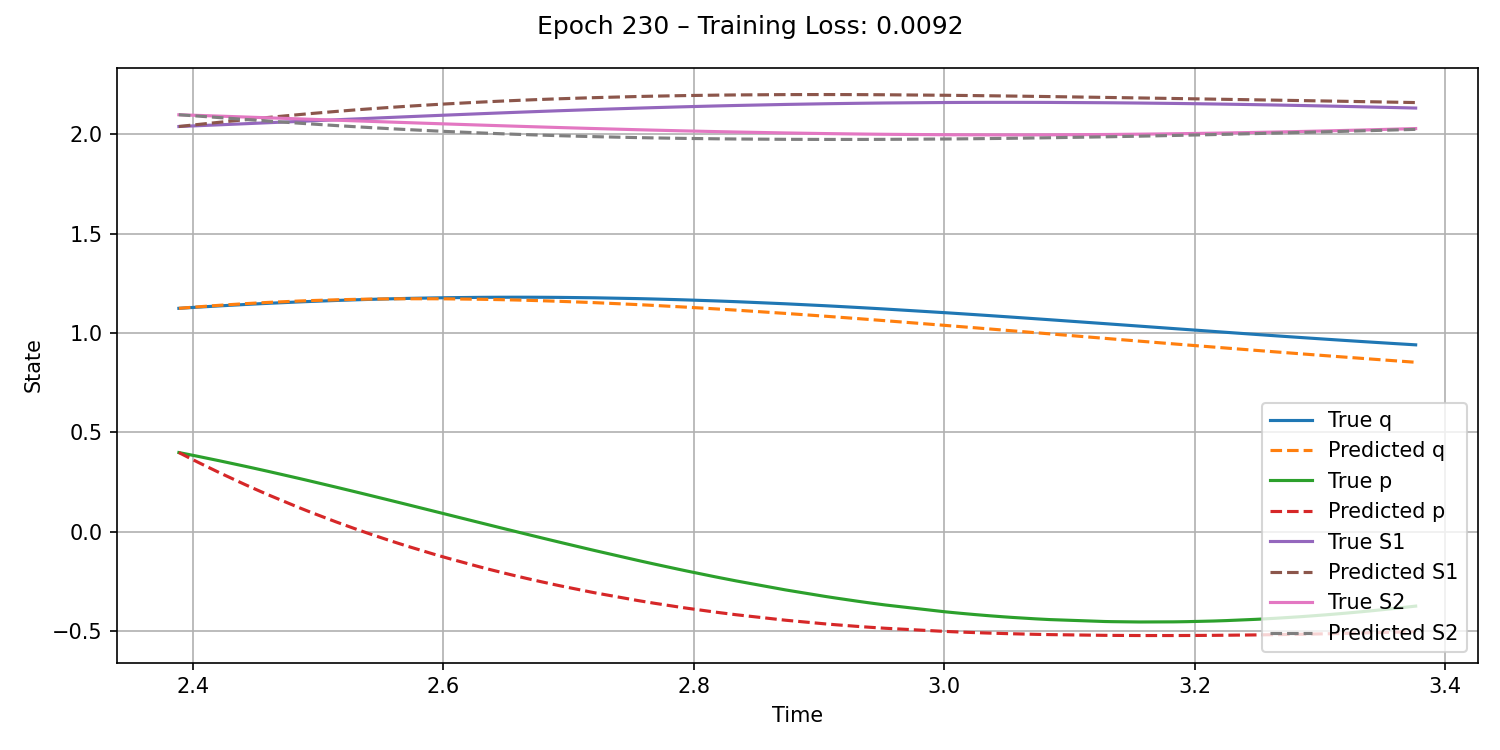 Epoch 230 – Training Loss: 0.0092
State
2.0
1.5
1.0
0.5
0.0
−0.5
True q
Predicted q
True p
Predicted p
True S1
Predicted S1
True S2
Predicted S2
2.4 2.6 2.8 3.0 3.2 3.4
Time